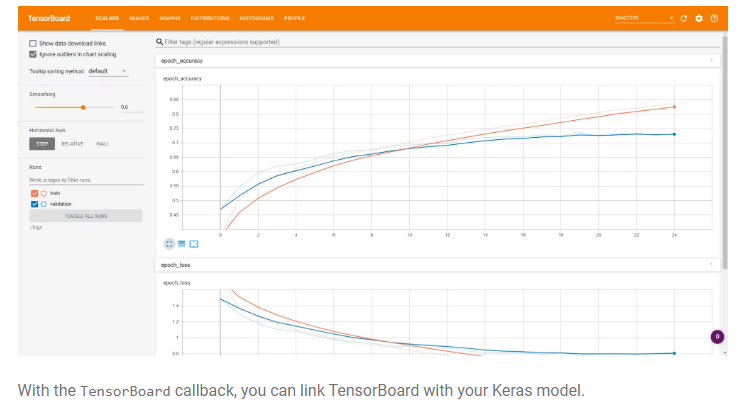 TensorBoard SCALARS IMAGES GRAPHS DISTRIBUTIONS HISTOGRAMS PROFILE INACTIVE
Show data download links
Ignore outliers in chart scaling
Tooltip sorting method: default
Smoothing
0.6
Horizontal Axis
STEP RELATIVE WALL
Runs
Write a regex to filter runs
train
validation
TOGGLE ALL RUNS
./logs
Filter tags (regular expressions supported)
epoch_accuracy 1
epoch_accuracy
0.85
0.8
0.75
0.7
0.65
0.6
0.55
0.5
0.45
0 2 4 6 8 10 12 14 16 18 20 22 24
epoch_loss 1
epoch_loss
1.4
1.2
1
0.8
With the TensorBoard callback, you can link TensorBoard with your Keras model.